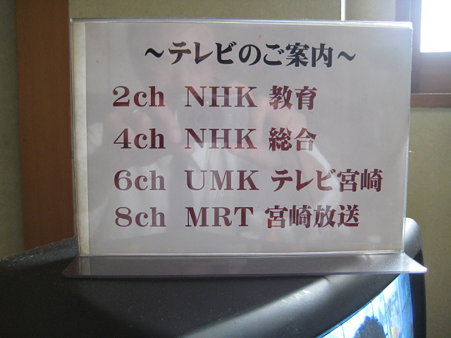 ～テレビのご案内～
2ch NHK 教育
4ch NHK 総合
6ch UMK テレビ宮崎
8ch MRT 宮崎放送